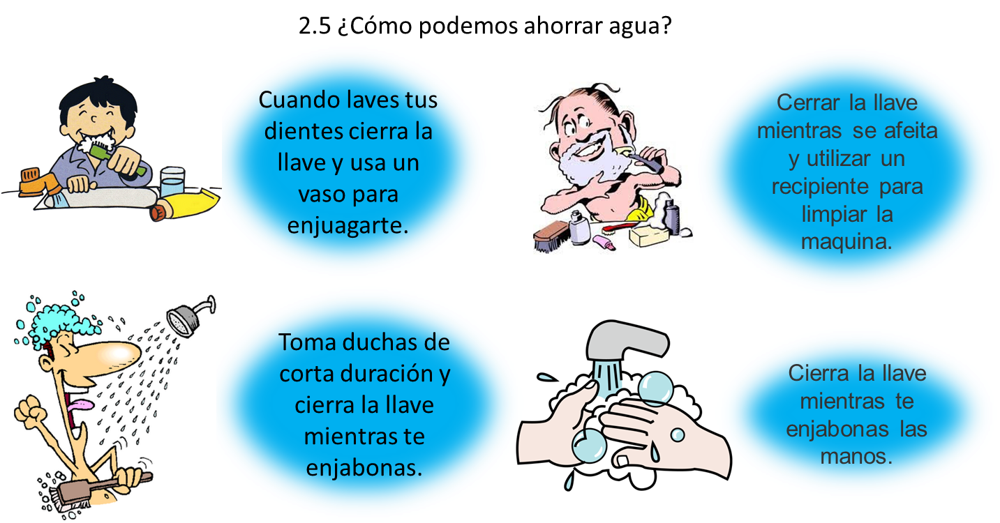 2.5 ¿Cómo podemos ahorrar agua?
Cuando laves tus
dientes cierra la
llave y usa un
vaso para
enjuagarte.
Cerrar la llave
mientras se afeita
y utilizar un
recipiente para
limpiar la
maquina.
Toma duchas de
corta duración y
cierra la llave
mientras te
enjabonas.
Cierra la llave
mientras te
enjabonas las
manos.